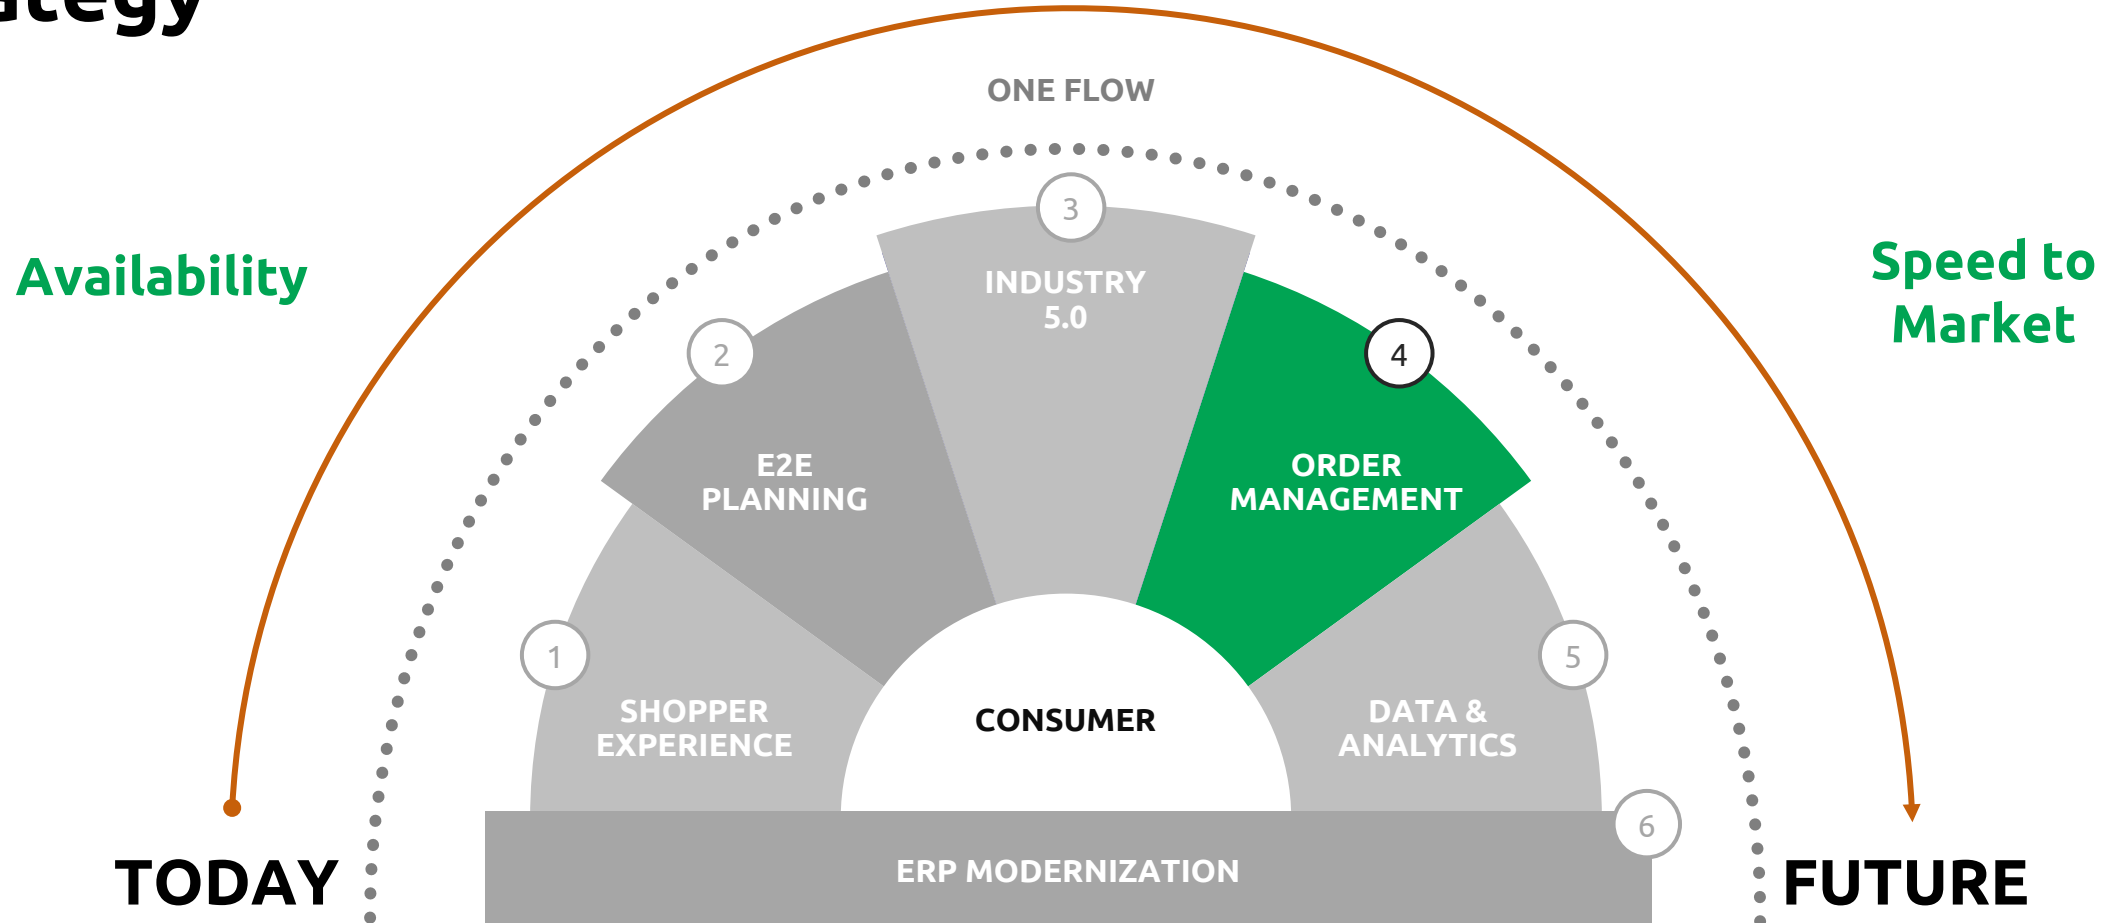 ONE FLOW
Availability
Speed to
Market
3
INDUSTRY
5.0
2
4
E2E
PLANNING
ORDER
MANAGEMENT
1
5
SHOPPER
EXPERIENCE
CONSUMER
DATA &
ANALYTICS
6
TODAY
ERP MODERNIZATION
FUTURE